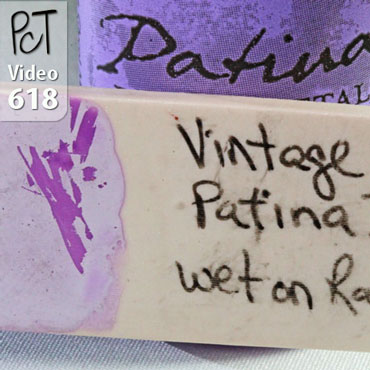 PcT
Video
618
Patina
Vintage
Patina
wet on